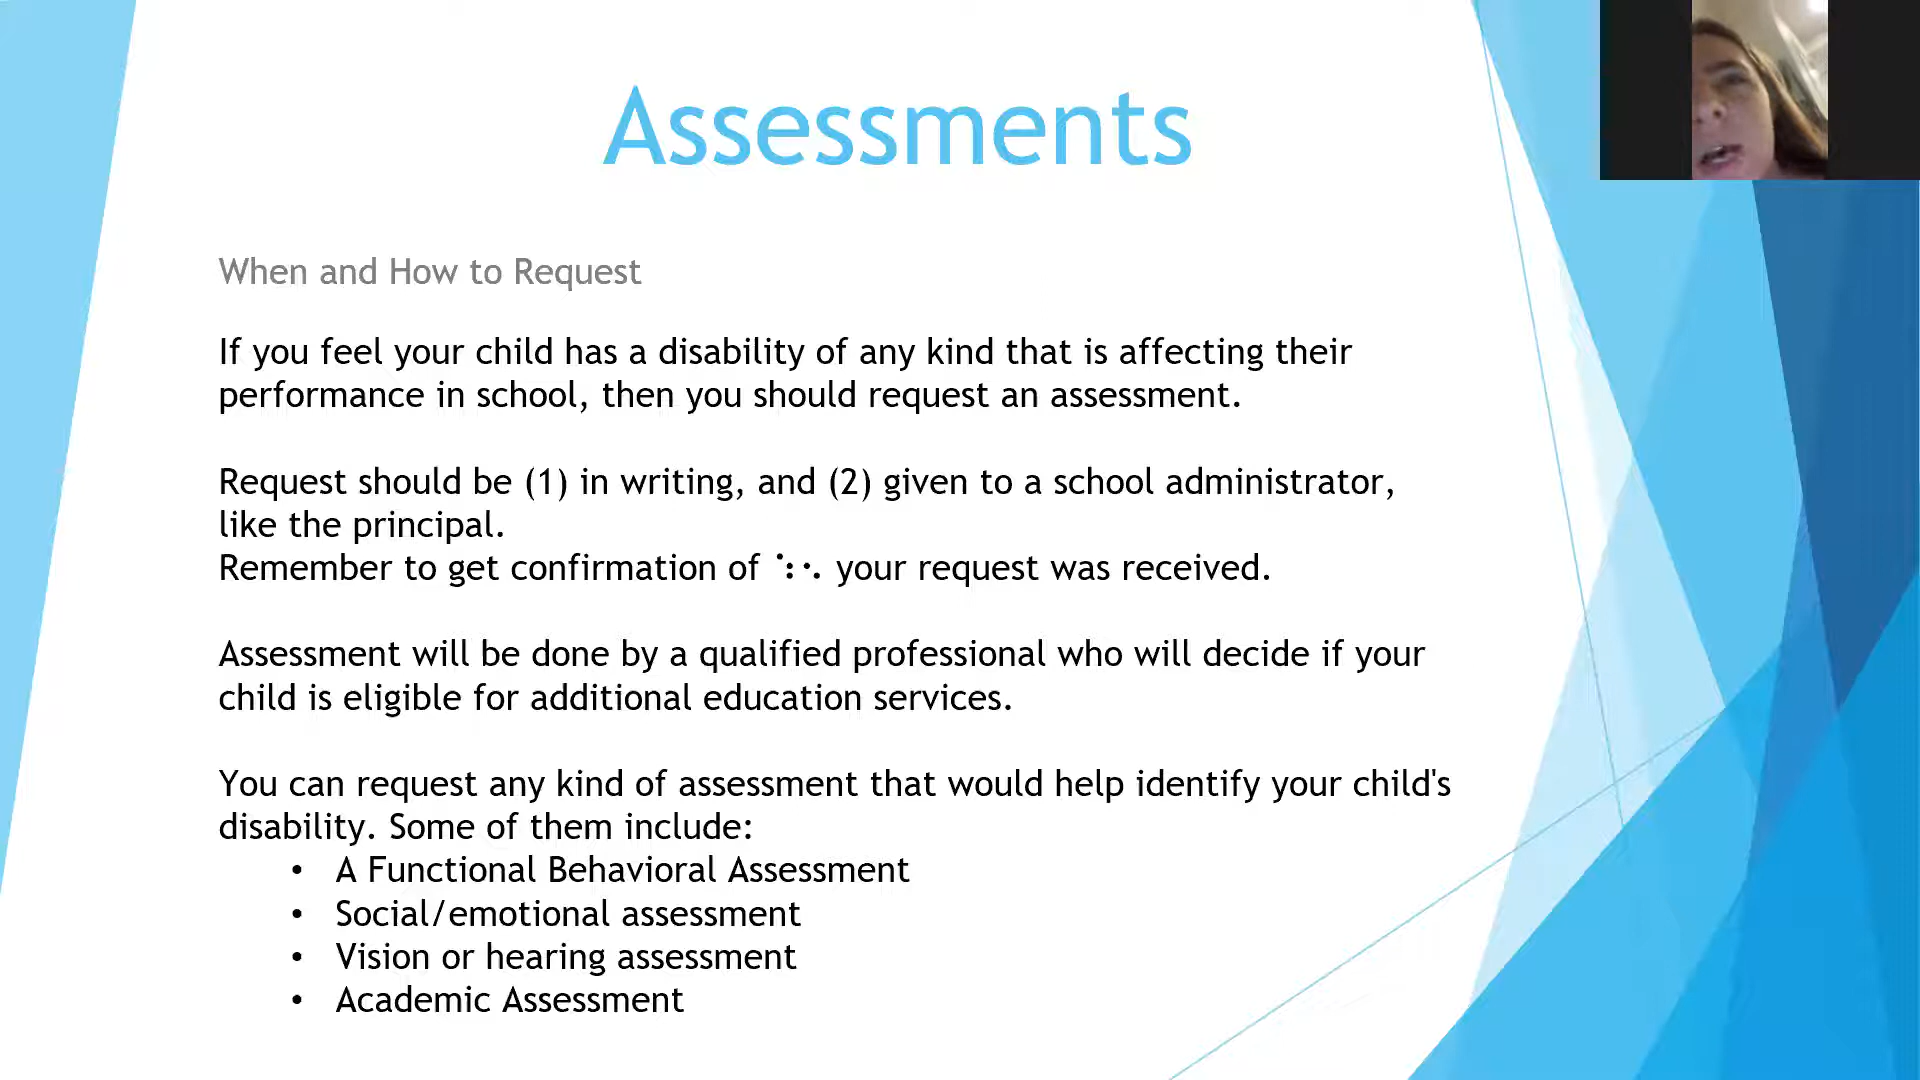 Assessments
When and How to Request
If you feel your child has a disability of any kind that is affecting their
performance in school, then you should request an assessment.
Request should be (1) in writing, and (2) given to a school administrator,
like the principal.
Remember to get confirmation of your request was received.
Assessment will be done by a qualified professional who will decide if your
child is eligible for additional education services.
You can request any kind of assessment that would help identify your child's
disability. Some of them include:
• A Functional Behavioral Assessment
• Social/emotional assessment
• Vision or hearing assessment
• Academic Assessment